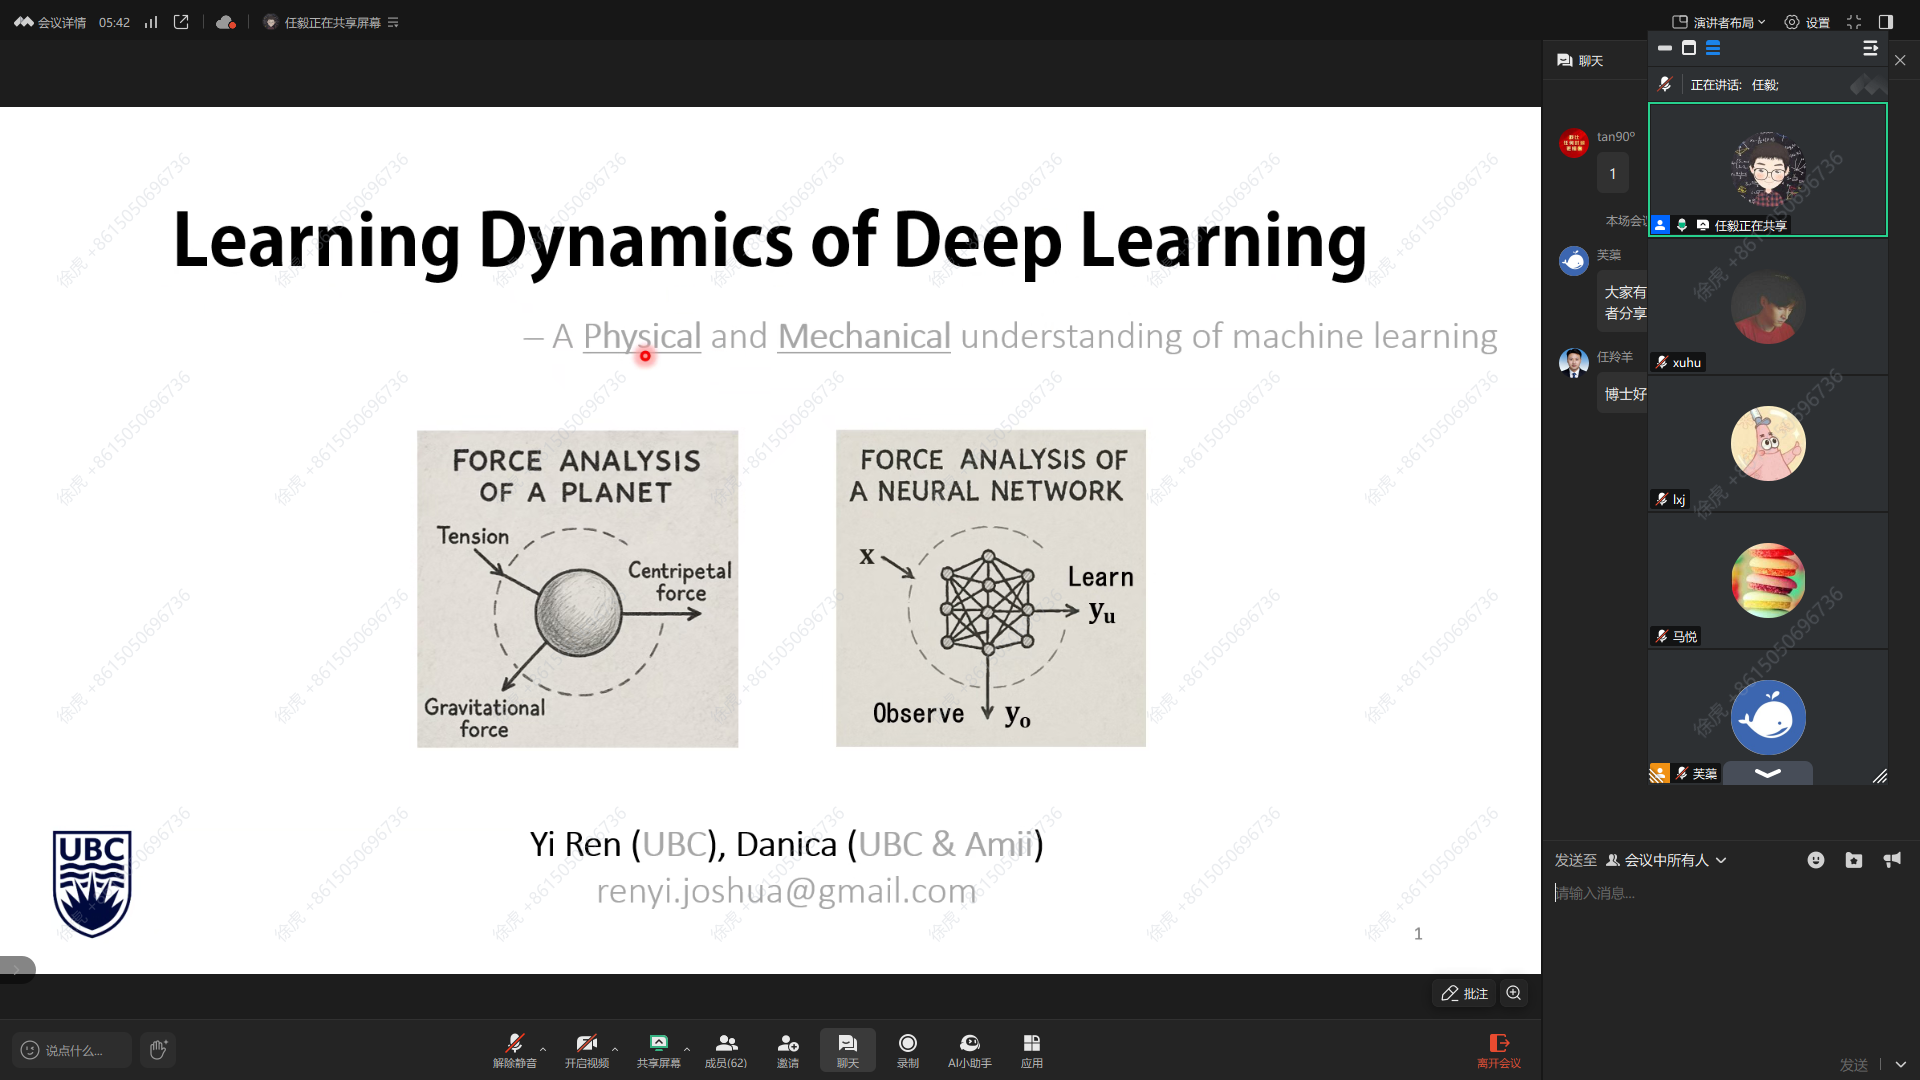 会议详情 05:42 任毅正在共享屏幕
演讲者布局 设置
聊天
正在讲话: 任毅;
tan90°
1
本场会议
芙蕖
大家有
者分享
任羚羊
博士好
任毅正在共享
xuhu
lxj
马悦
芙蕖
Learning Dynamics of Deep Learning
– A Physical and Mechanical understanding of machine learning
FORCE ANALYSIS
OF A PLANET
Tension
Centripetal
force
Gravitational
force
FORCE ANALYSIS OF
A NEURAL NETWORK
x
Learn
yu
Observe yo
UBC
Yi Ren (UBC), Danica (UBC & Amii)
renyi.joshua@gmail.com
1
徐虎 +8615050696736
批注
发送至 会议中所有人
请输入消息...
说点什么...
解除静音 开启视频 共享屏幕 成员(62) 邀请 聊天 录制 AI小助手 应用
离开会议
发送